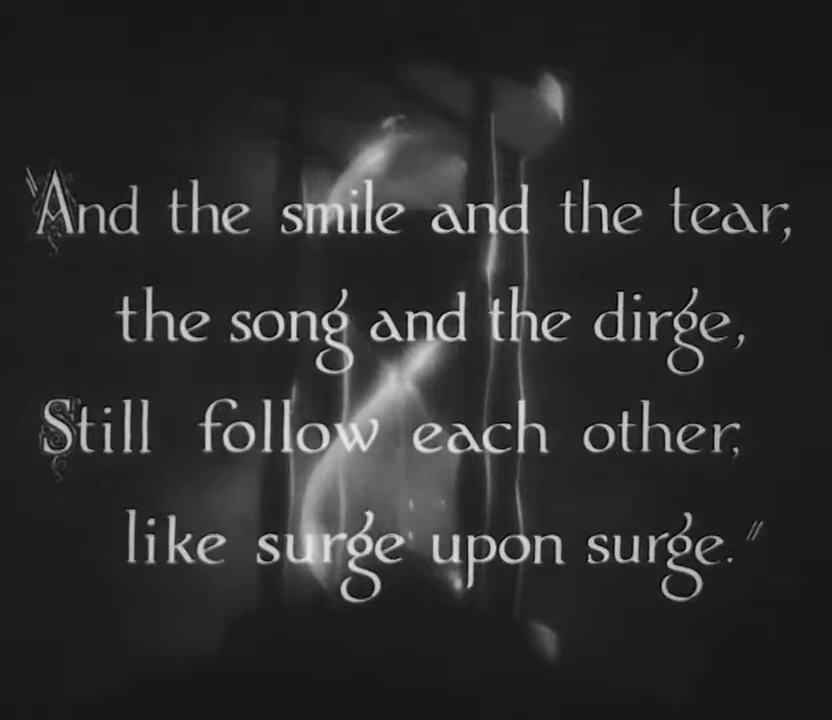 "And the smile and the tear,
the song and the dirge,
Still follow each other,
like surge upon surge."